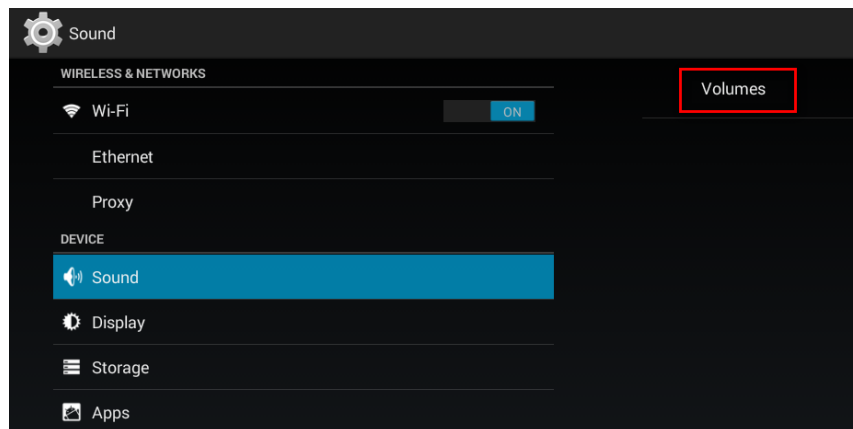 Sound
WIRELESS & NETWORKS
Wi-Fi
ON
Ethernet
Proxy
DEVICE
Sound
Display
Storage
Apps
Volumes